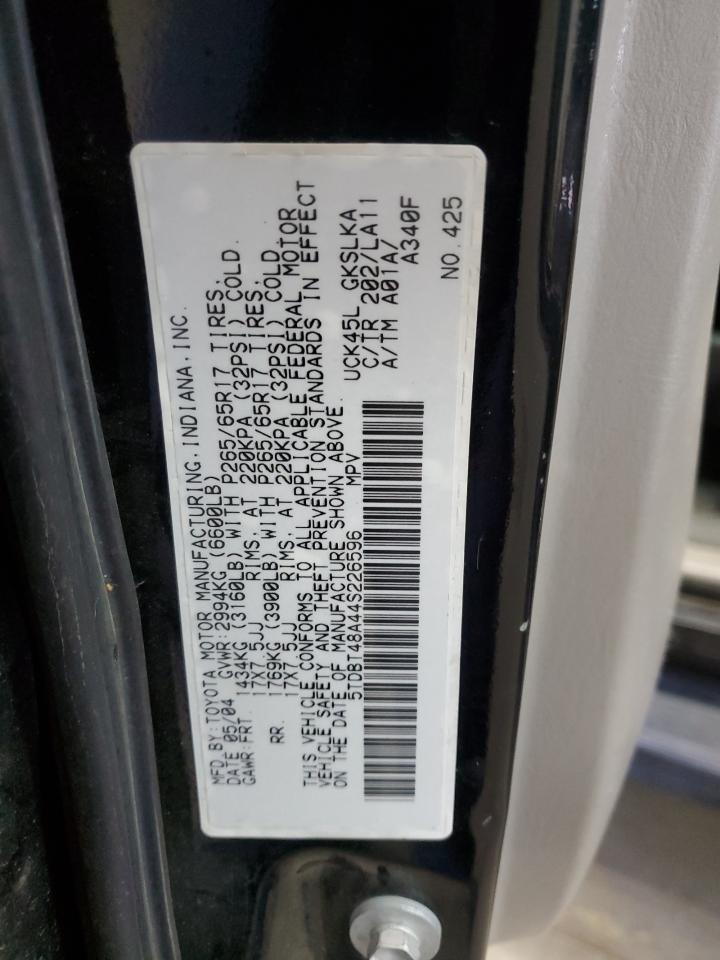 MFD BY:TOYOTA MOTOR MANUFACTURING,INDIANA,INC.
DATE 05/04 GVWR:2994KG (6600LB)
GAWR:FRT. 1434KG (3160LB) WITH P265/65R17 TIRES,
17X7.5JJ RIMS, AT 220KPA (32PSI) COLD.
RR. 1769KG (3900LB) WITH P265/65R17 TIRES,
17X7.5JJ RIMS, AT 220KPA (32PSI) COLD.
THIS VEHICLE CONFORMS TO ALL APPLICABLE FEDERAL MOTOR
VEHICLE SAFETY AND THEFT PREVENTION STANDARDS IN EFFECT
ON THE DATE OF MANUFACTURE SHOWN ABOVE.
5TDBT48A44S226596 MPV
UCK45L GKSLKA
C/TR 202/LA11
A/TM A01A/
A340F
NO.425